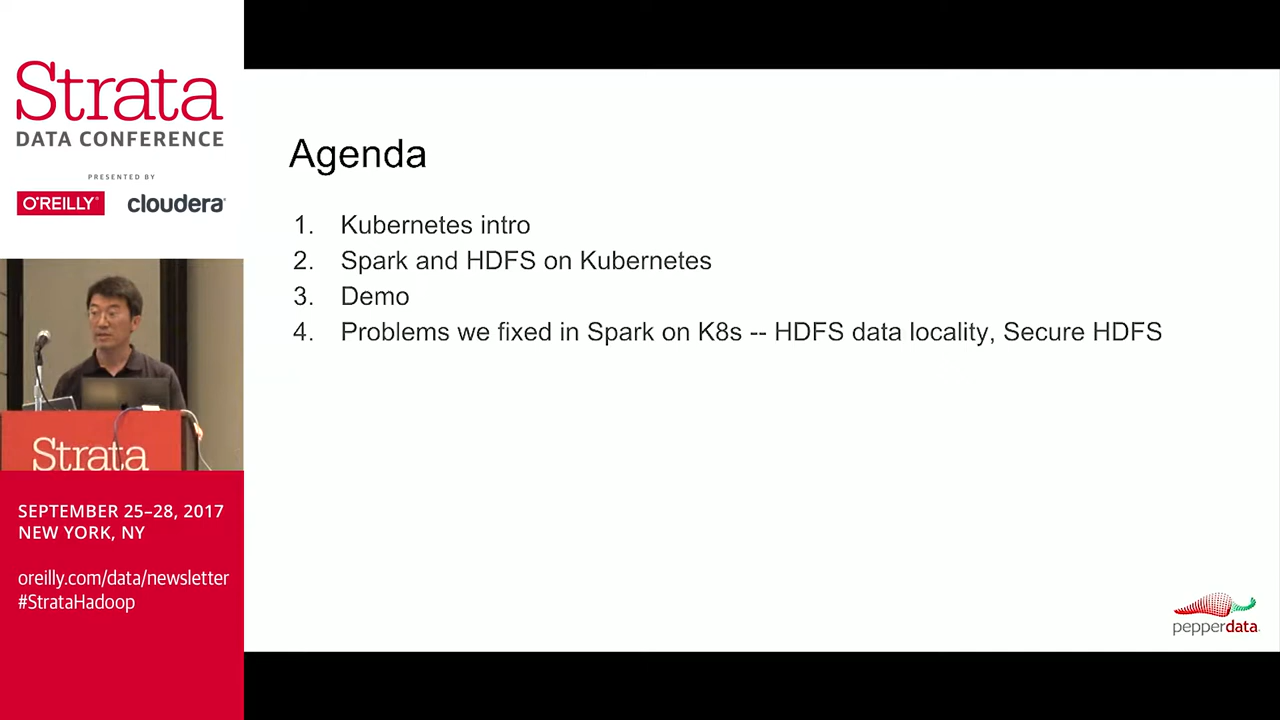 Strata
DATA CONFERENCE
PRESENTED BY
O'REILLY®
cloudera
Strata
SEPTEMBER 25–28, 2017
NEW YORK, NY
oreilly.com/data/newsletter
#StrataHadoop
Agenda
1. Kubernetes intro
2. Spark and HDFS on Kubernetes
3. Demo
4. Problems we fixed in Spark on K8s -- HDFS data locality, Secure HDFS
pepperdata